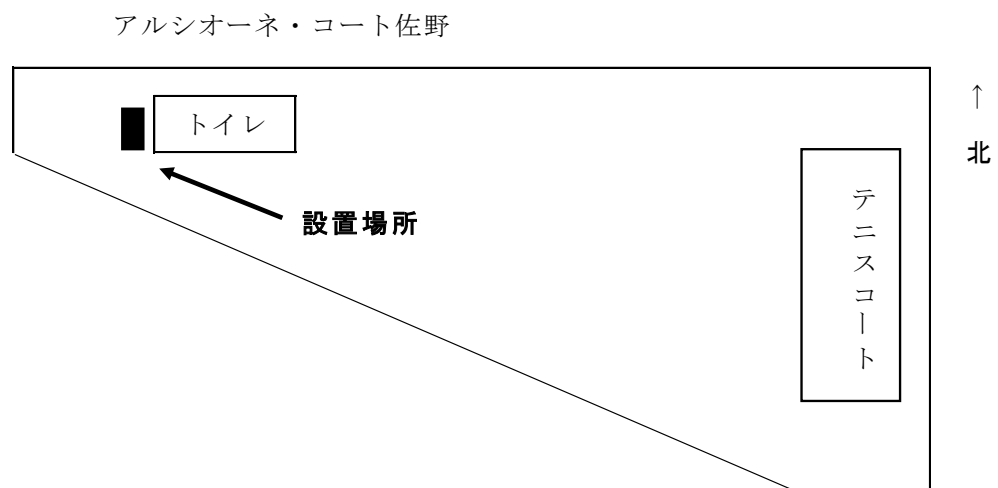 アルシオーネ・コート佐野
↑
北
トイレ
設置場所
テニスコート